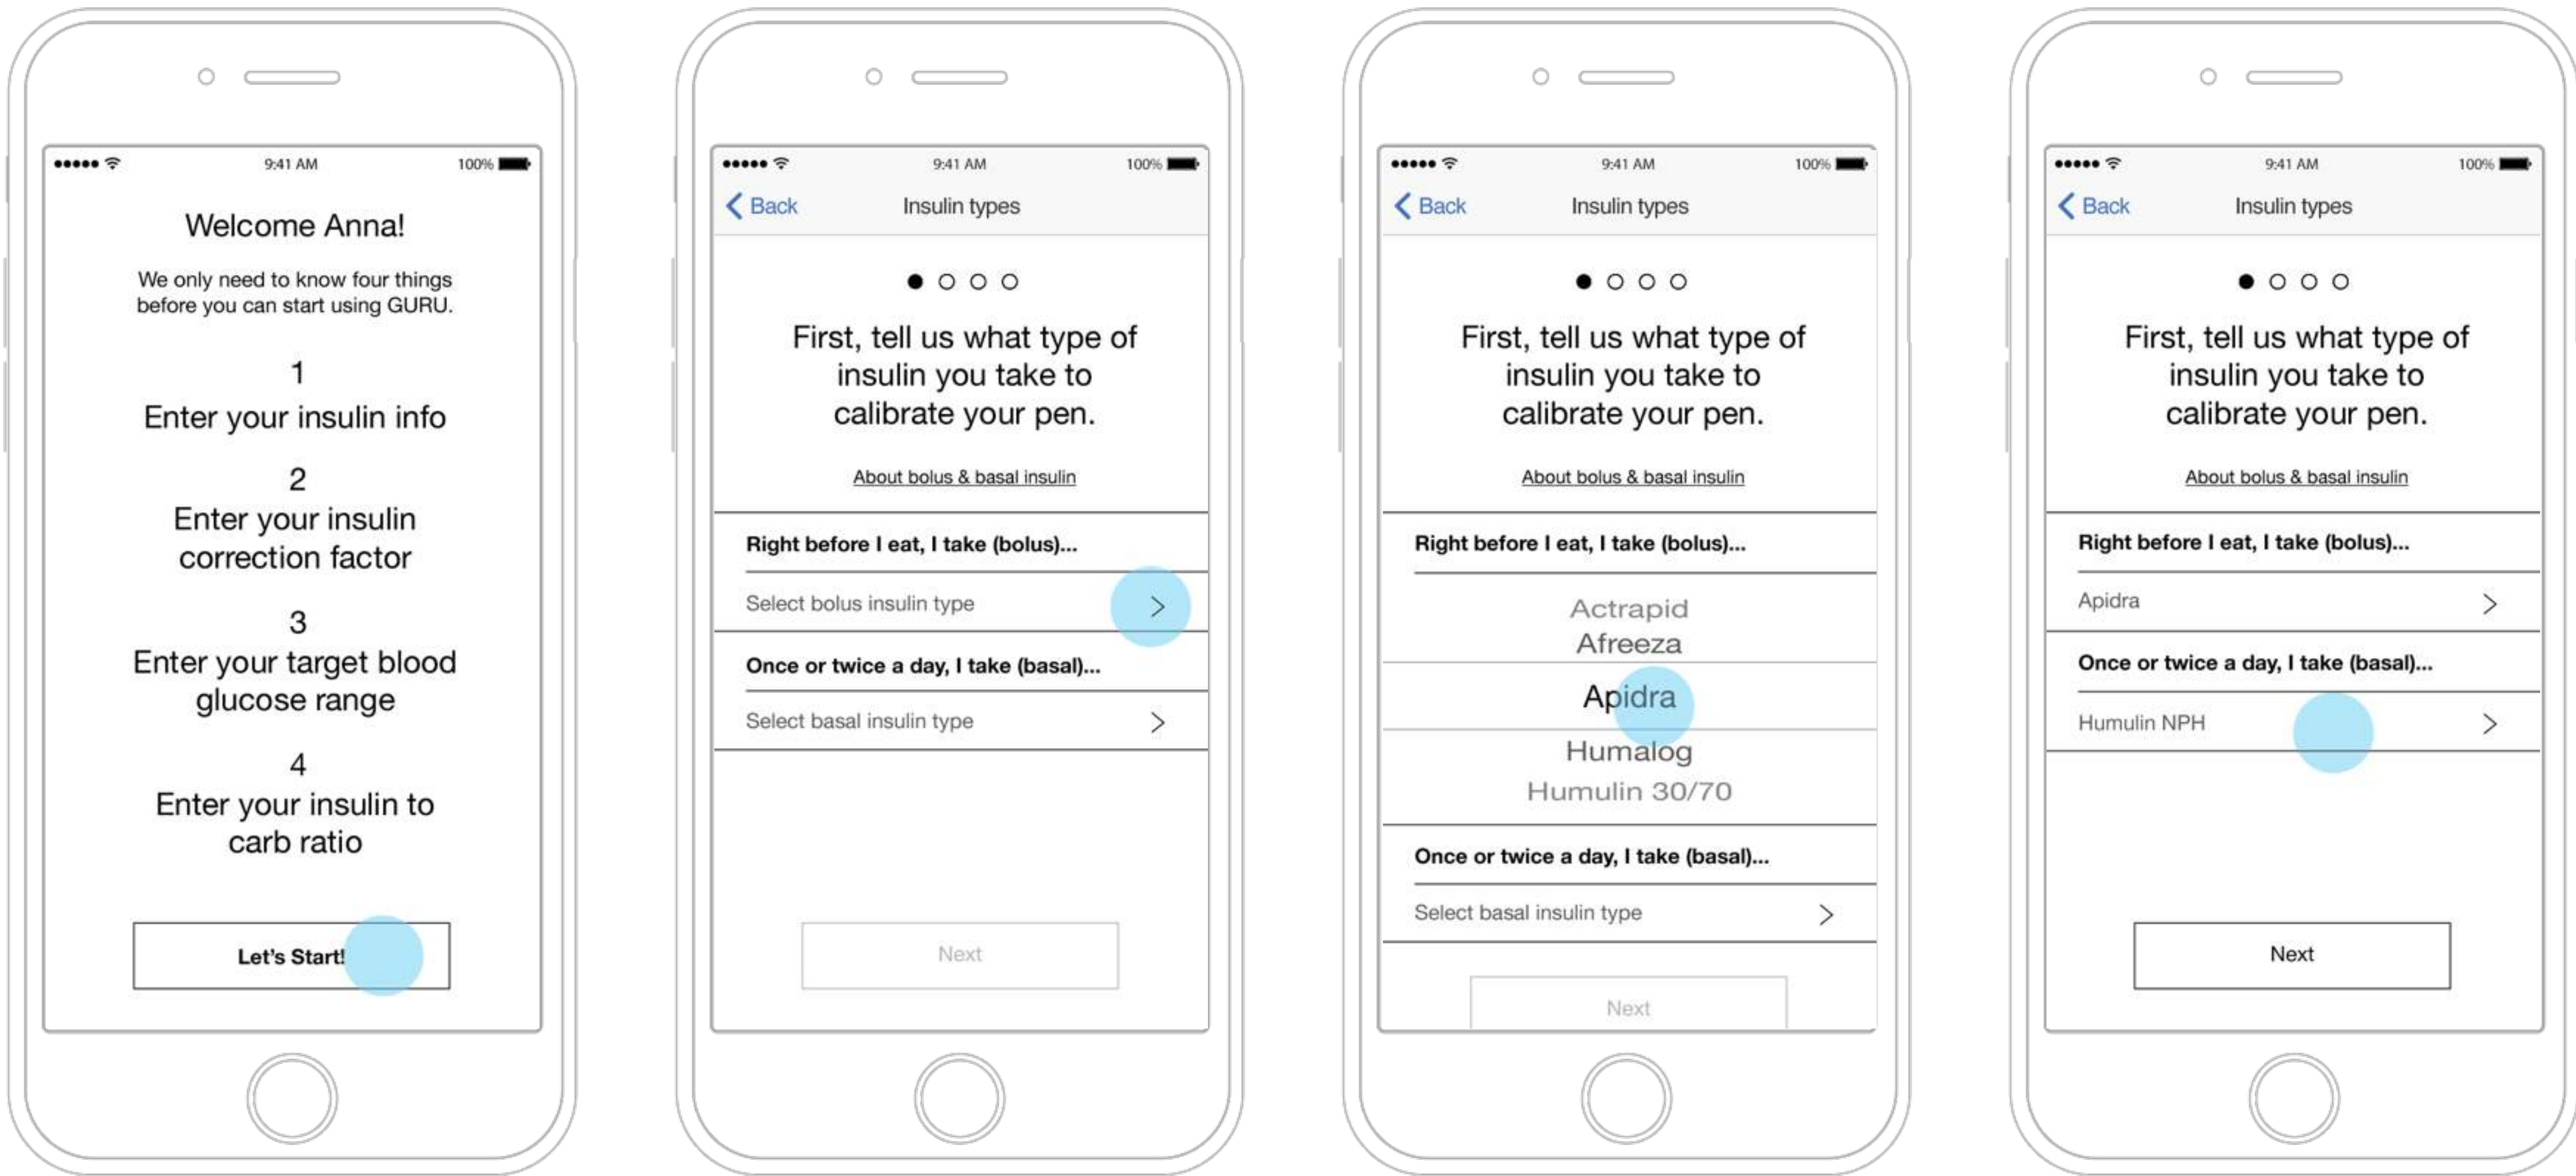 9:41 AM
100%
Welcome Anna!
We only need to know four things
before you can start using GURU.
1
Enter your insulin info
2
Enter your insulin
correction factor
3
Enter your target blood
glucose range
4
Enter your insulin to
carb ratio
Let's Start!
9:41 AM
100%
Back
Insulin types
First, tell us what type of
insulin you take to
calibrate your pen.
About bolus & basal insulin
Right before I eat, I take (bolus)...
Select bolus insulin type
Once or twice a day, I take (basal)...
Select basal insulin type
Next
9:41 AM
100%
Back
Insulin types
First, tell us what type of
insulin you take to
calibrate your pen.
About bolus & basal insulin
Right before I eat, I take (bolus)...
Actrapid
Afreeza
Apidra
Humalog
Humulin 30/70
Once or twice a day, I take (basal)...
Select basal insulin type
Next
9:41 AM
100%
Back
Insulin types
First, tell us what type of
insulin you take to
calibrate your pen.
About bolus & basal insulin
Right before I eat, I take (bolus)...
Apidra
Once or twice a day, I take (basal)...
Humulin NPH
Next